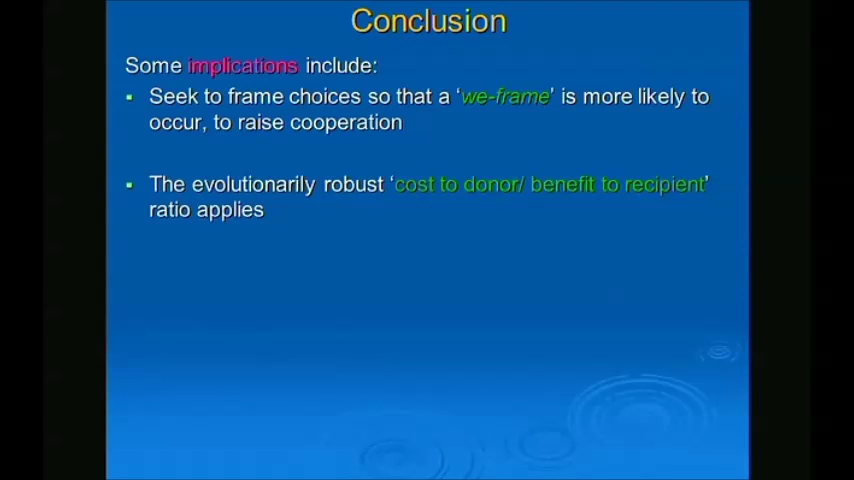 Conclusion
Some implications include:
▪ Seek to frame choices so that a ‘we-frame’ is more likely to
occur, to raise cooperation
▪ The evolutionarily robust ‘cost to donor/ benefit to recipient’
ratio applies